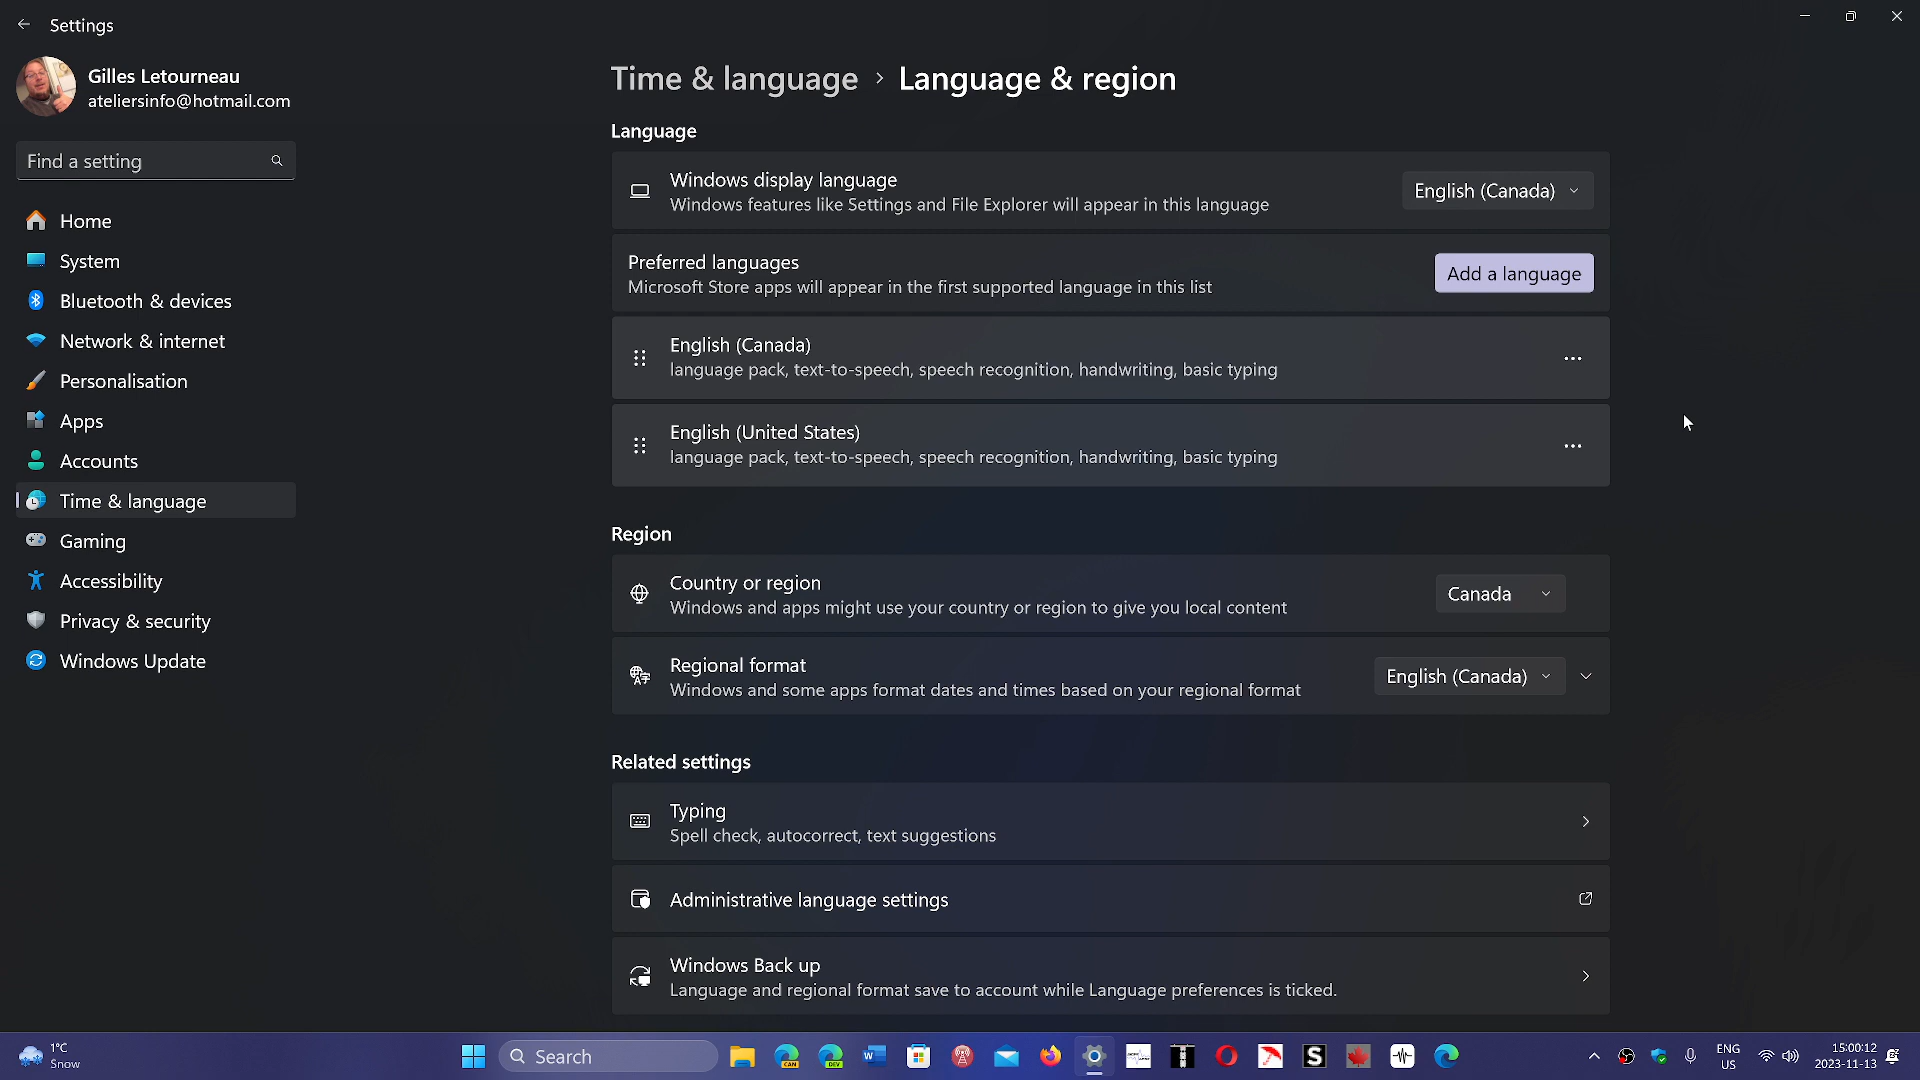 Settings
Gilles Letourneau
ateliersinfo@hotmail.com
Find a setting
Home
System
Bluetooth & devices
Network & internet
Personalisation
Apps
Accounts
Time & language
Gaming
Accessibility
Privacy & security
Windows Update
Time & language > Language & region
Language
Windows display language
Windows features like Settings and File Explorer will appear in this language
English (Canada)
Preferred languages
Microsoft Store apps will appear in the first supported language in this list
Add a language
English (Canada)
language pack, text-to-speech, speech recognition, handwriting, basic typing
English (United States)
language pack, text-to-speech, speech recognition, handwriting, basic typing
Region
Country or region
Windows and apps might use your country or region to give you local content
Canada
Regional format
Windows and some apps format dates and times based on your regional format
English (Canada)
Related settings
Typing
Spell check, autocorrect, text suggestions
Administrative language settings
Windows Back up
Language and regional format save to account while Language preferences is ticked.
1°C
Snow
Search
CAN
DEV
ENG
US
15:00:12
2023-11-13